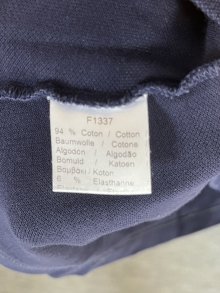 F1337
94 % Coton / Cotton /
Baumwolle / Cotone
Algodon / Algodão
Bomuld / Katoen
Βαμβάκι / Koton
6 % Elasthanne